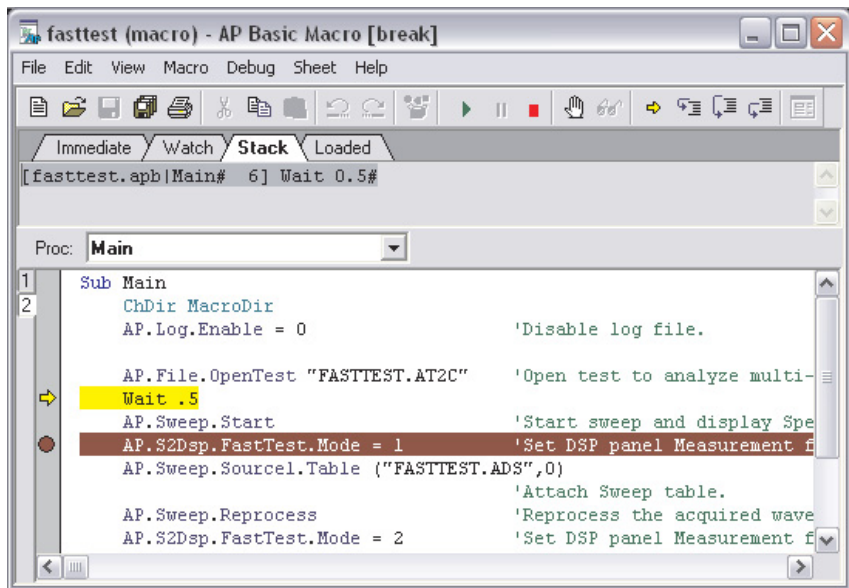 fasttest (macro) - AP Basic Macro [break]
File Edit View Macro Debug Sheet Help
Immediate Watch Stack Loaded
[fasttest.apb|Main# 6] Wait 0.5#
Proc: Main
1
2
Sub Main
ChDir MacroDir
AP.Log.Enable = 0 'Disable log file.
AP.File.OpenTest "FASTTEST.AT2C" 'Open test to analyze multi-
Wait .5
AP.Sweep.Start 'Start sweep and display Spe
AP.S2Dsp.FastTest.Mode = 1 'Set DSP panel Measurement f
AP.Sweep.Source1.Table ("FASTTEST.ADS",0)
'Attach Sweep table.
AP.Sweep.Reprocess 'Reprocess the acquired wave
AP.S2Dsp.FastTest.Mode = 2 'Set DSP panel Measurement f